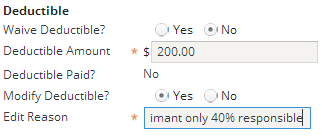 Deductible
Waive Deductible? Yes No
Deductible Amount * $ 200.00
Deductible Paid? No
Modify Deductible? Yes No
Edit Reason * imant only 40% responsible